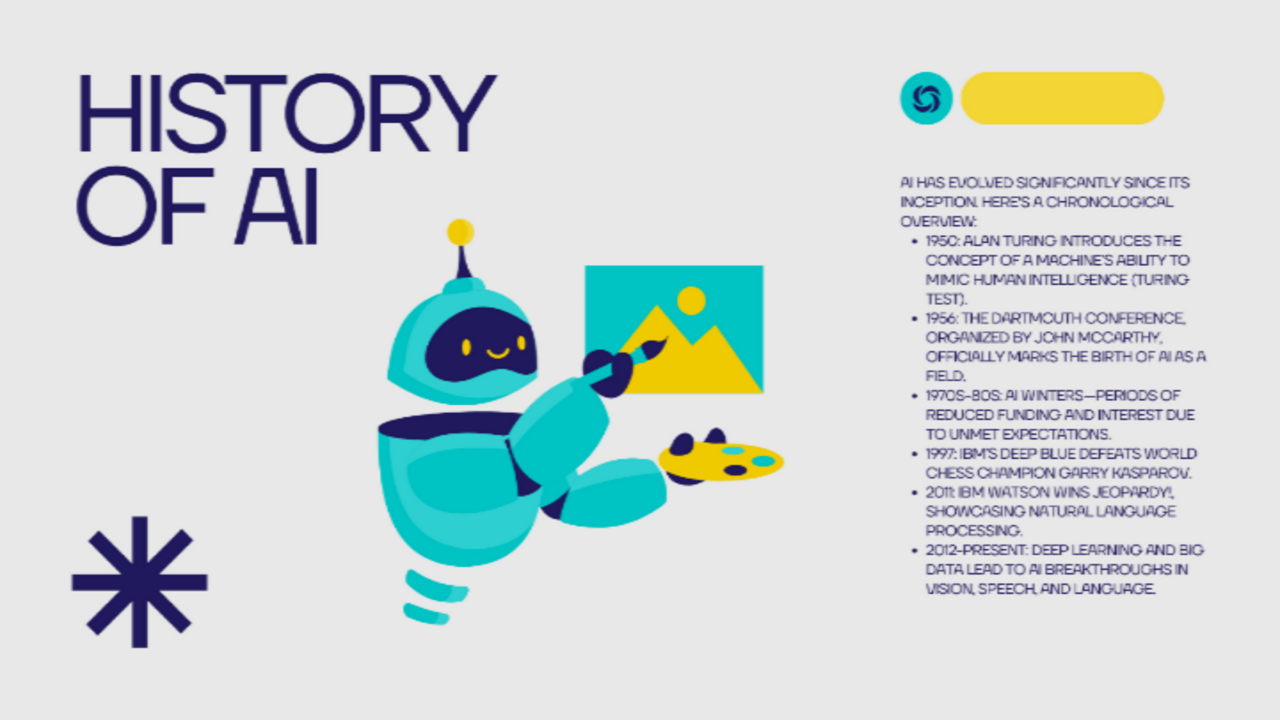 HISTORY
OF AI
AI HAS EVOLVED SIGNIFICANTLY SINCE ITS
INCEPTION. HERE'S A CHRONOLOGICAL
OVERVIEW:
• 1950: ALAN TURING INTRODUCES THE
CONCEPT OF A MACHINE'S ABILITY TO
MIMIC HUMAN INTELLIGENCE (TURING
TEST).
• 1956: THE DARTMOUTH CONFERENCE,
ORGANIZED BY JOHN MCCARTHY,
OFFICIALLY MARKS THE BIRTH OF AI AS A
FIELD.
• 1970S-80S: AI WINTERS—PERIODS OF
REDUCED FUNDING AND INTEREST DUE
TO UNMET EXPECTATIONS.
• 1997: IBM'S DEEP BLUE DEFEATS WORLD
CHESS CHAMPION GARRY KASPAROV.
• 2011: IBM WATSON WINS JEOPARDY!,
SHOWCASING NATURAL LANGUAGE
PROCESSING.
• 2012-PRESENT: DEEP LEARNING AND BIG
DATA LEAD TO AI BREAKTHROUGHS IN
VISION, SPEECH, AND LANGUAGE.